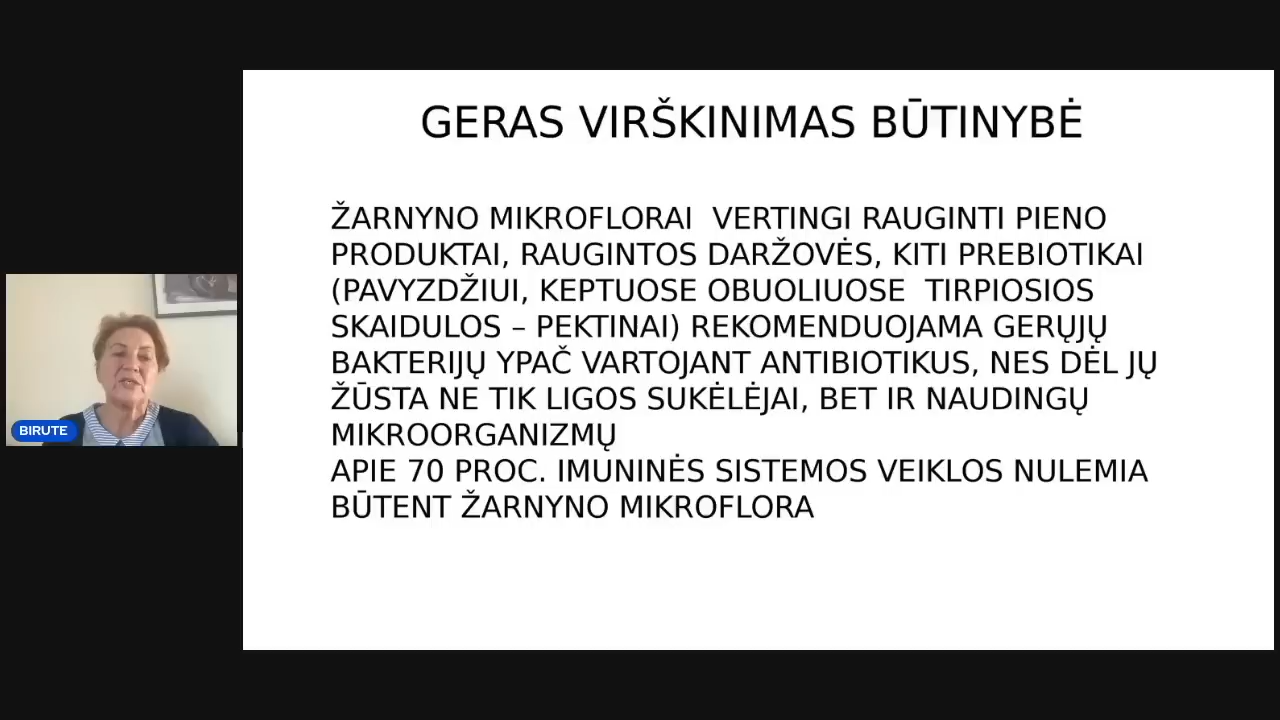 GERAS VIRŠKINIMAS BŪTINYBĖ
ŽARNYNO MIKROFLORAI VERTINGI RAUGINTI PIENO
PRODUKTAI, RAUGINTOS DARŽOVĖS, KITI PREBIOTIKAI
(PAVYZDŽIUI, KEPTUOSE OBUOLIUOSE TIRPIOSIOS
SKAIDULOS – PEKTINAI) REKOMENDUOJAMA GERŲJŲ
BAKTERIJŲ YPAČ VARTOJANT ANTIBIOTIKUS, NES DĖL JŲ
ŽŪSTA NE TIK LIGOS SUKĖLĖJAI, BET IR NAUDINGŲ
MIKROORGANIZMŲ
APIE 70 PROC. IMUNINĖS SISTEMOS VEIKLOS NULEMIA
BŪTENT ŽARNYNO MIKROFLORA
BIRUTE